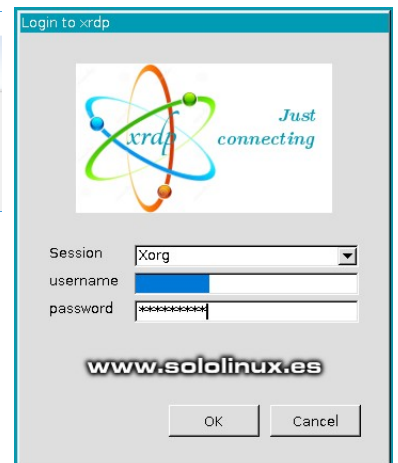 Login to xrdp
Just
xrdp connecting
Session Xorg
username
password **********
www.sololinux.es
OK Cancel